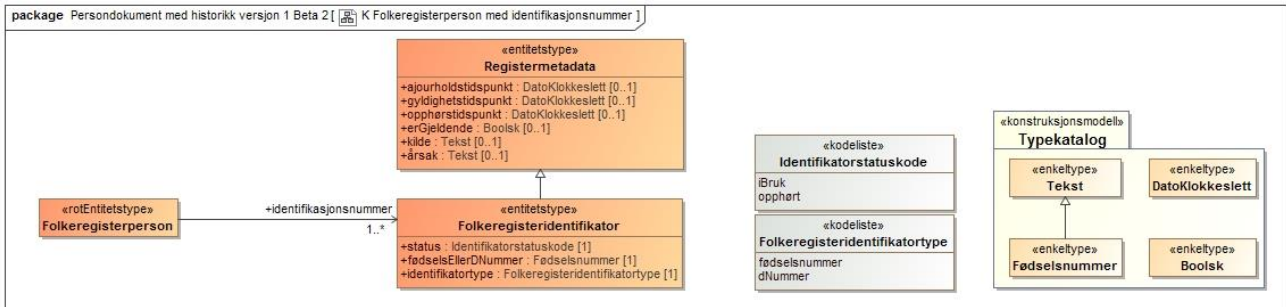 package Persondokument med historikk versjon 1 Beta 2 [ K Folkeregisterperson med identifikasjonsnummer ]
«entitetstype»
Registermetadata
+ajourholdstidspunkt : DatoKlokkeslett [0..1]
+gyldighetstidspunkt : DatoKlokkeslett [0..1]
+opphørstidspunkt : DatoKlokkeslett [0..1]
+erGjeldende : Boolsk [0..1]
+kilde : Tekst [0..1]
+årsak : Tekst [0..1]
«rotEntitetstype»
Folkeregisterperson
+identifikasjonsnummer
1..*
«entitetstype»
Folkeregisteridentifikator
+status : Identifikatorstatuskode [1]
+fødselsEllerDNummer : Fødselsnummer [1]
+identifikatortype : Folkeregisteridentifikatortype [1]
«kodeliste»
Identifikatorstatuskode
iBruk
opphørt
«kodeliste»
Folkeregisteridentifikatortype
fødselsnummer
dNummer
«konstruksjonsmodell»
Typekatalog
«enkeltype»
Tekst
«enkeltype»
DatoKlokkeslett
«enkeltype»
Fødselsnummer
«enkeltype»
Boolsk